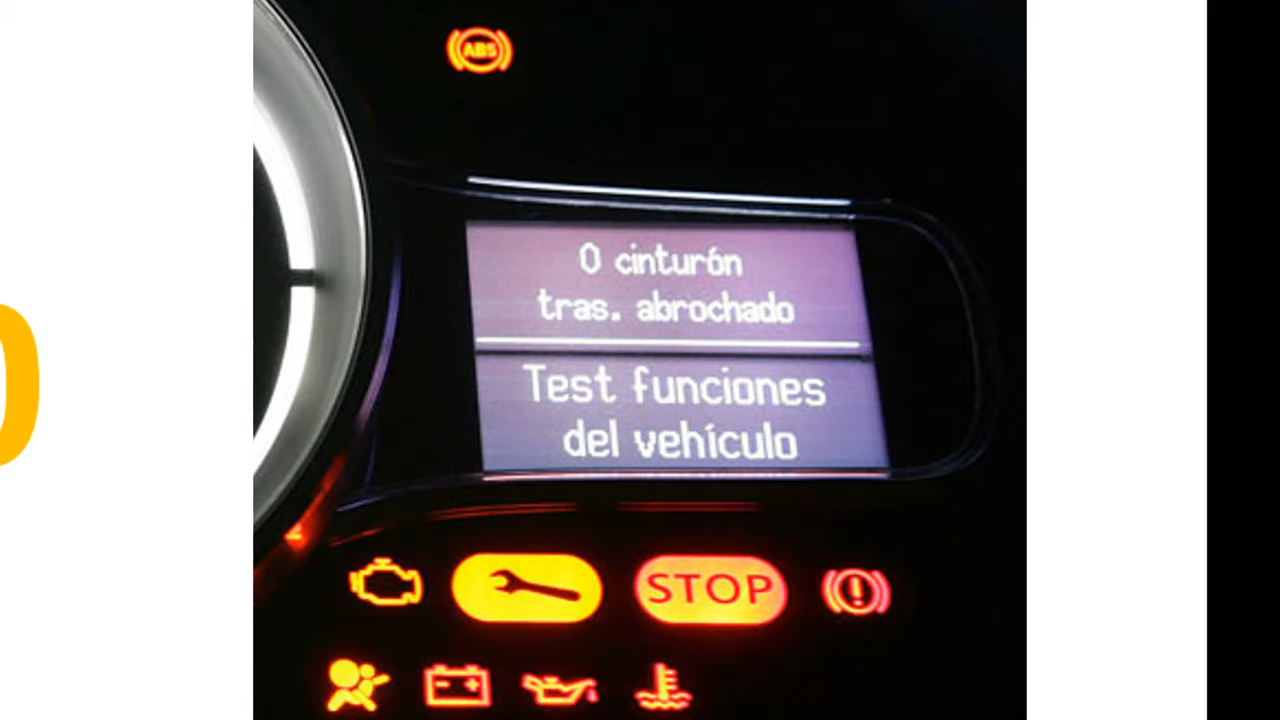 ABS
0 cinturón
tras. abrochado
Test funciones
del vehículo
STOP